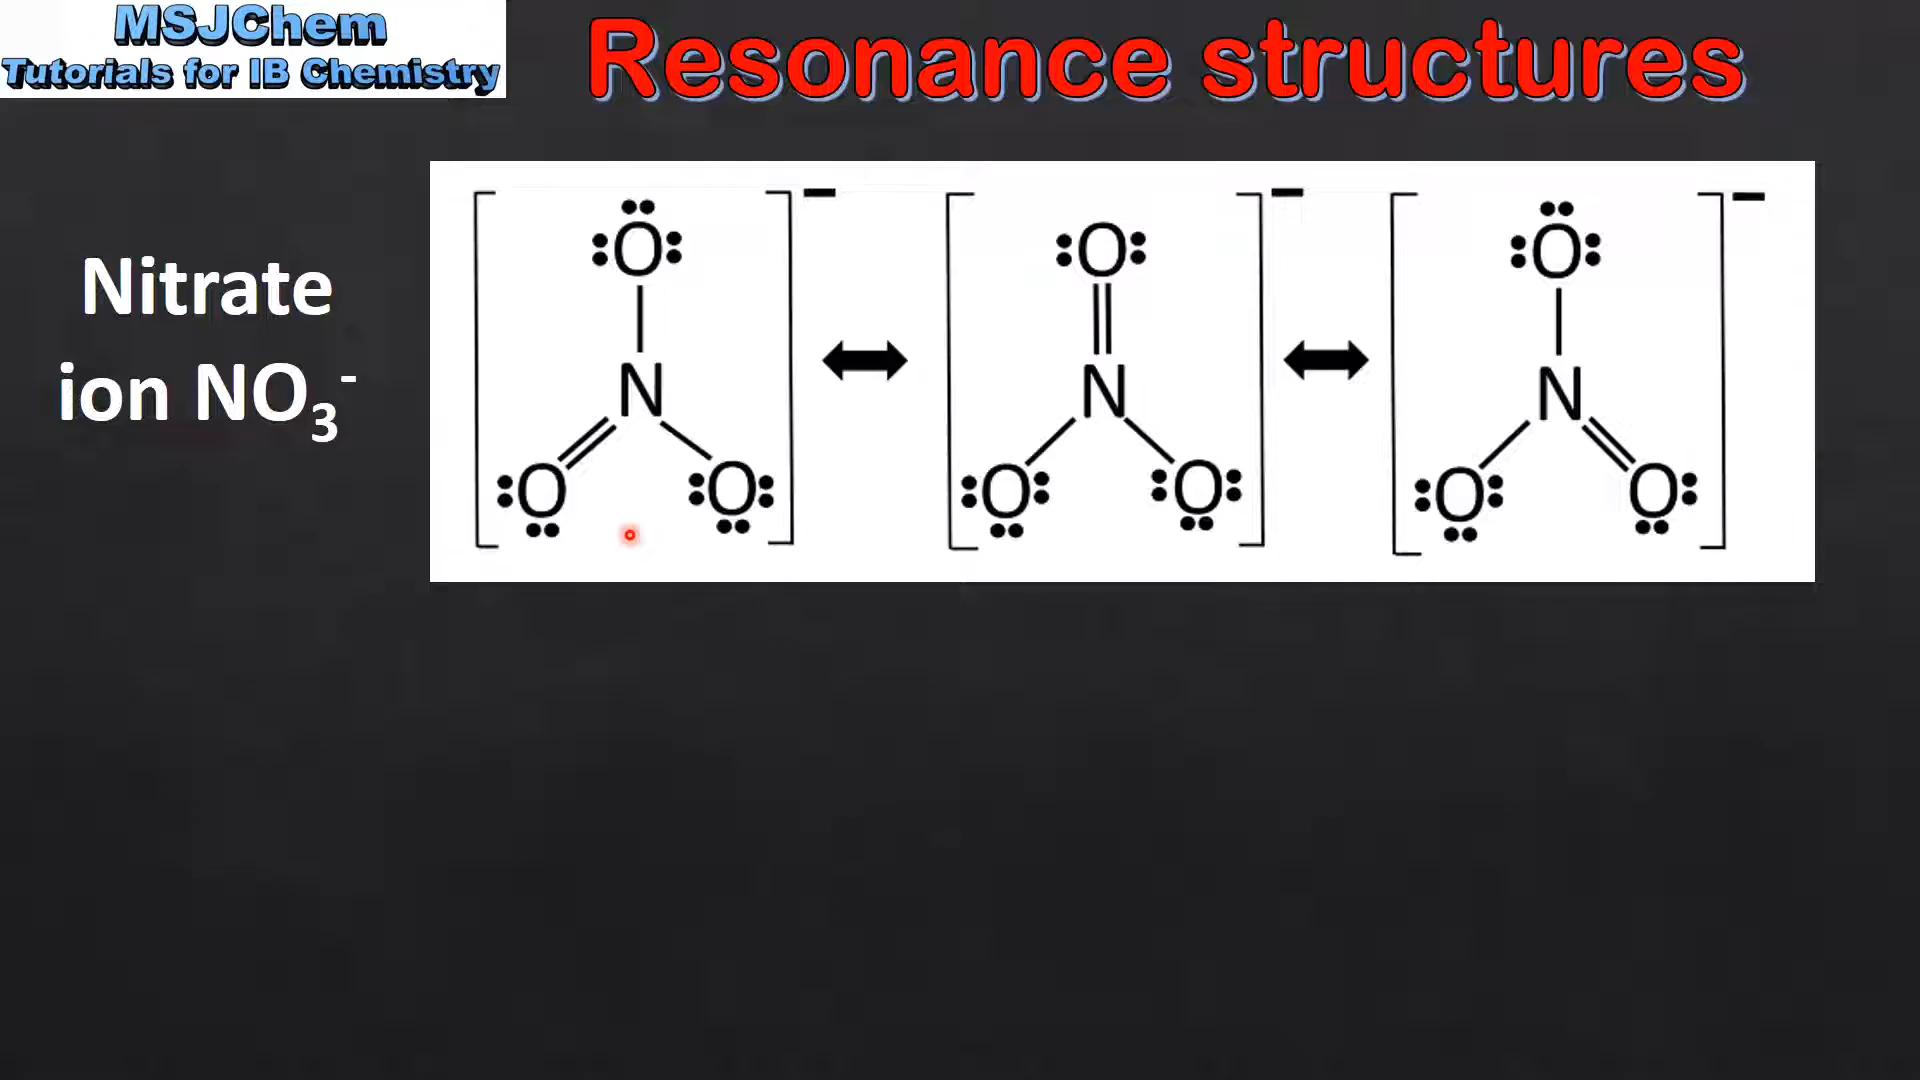 MSJChem
Tutorials for IB Chemistry
Resonance structures
Nitrate
ion NO₃⁻
O O O
N N N
O O O O O O